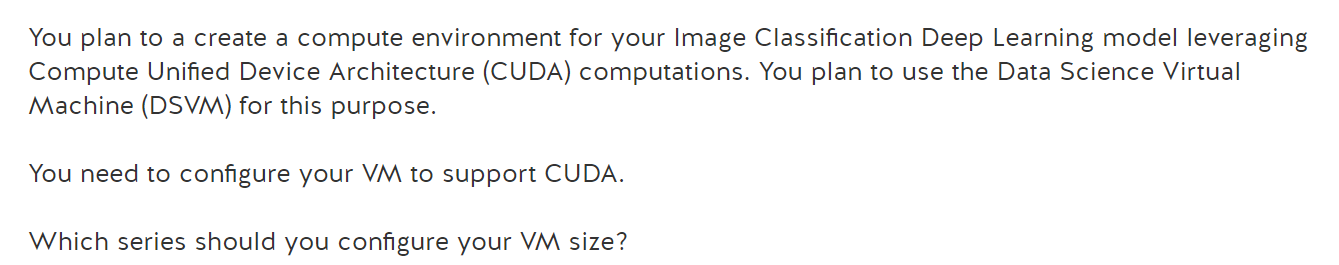 You plan to a create a compute environment for your Image Classification Deep Learning model leveraging
Compute Unified Device Architecture (CUDA) computations. You plan to use the Data Science Virtual
Machine (DSVM) for this purpose.
You need to configure your VM to support CUDA.
Which series should you configure your VM size?